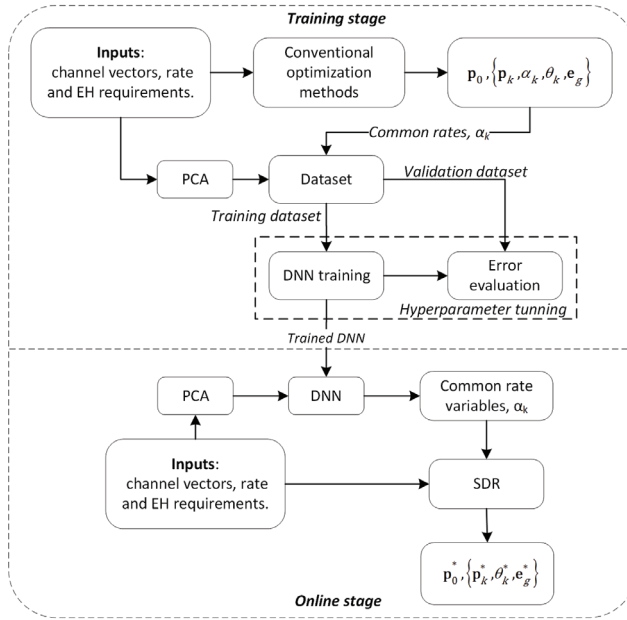 Training stage
Inputs:
channel vectors, rate
and EH requirements.
Conventional
optimization
methods
p₀,{pₖ,αₖ,θₖ,e_g}
Common rates, αₖ
PCA
Dataset
Validation dataset
Training dataset
DNN training
Error
evaluation
Hyperparameter tunning
Trained DNN
PCA
DNN
Common rate
variables, αₖ
Inputs:
channel vectors, rate
and EH requirements.
SDR
p₀*,{pₖ*,θₖ*,e_g*}
Online stage